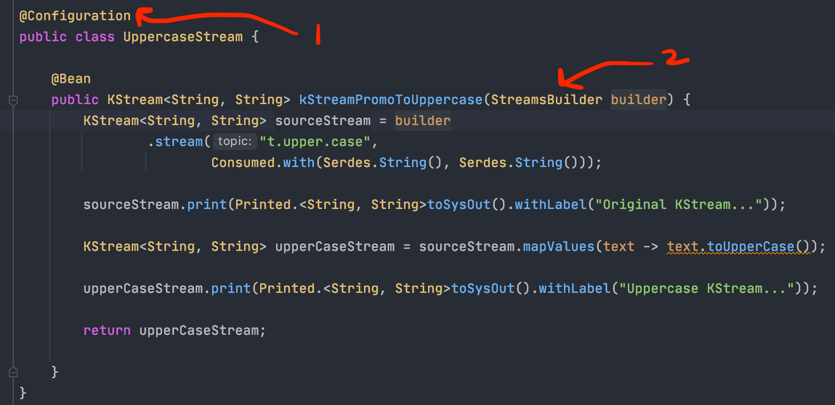 @Configuration
1
public class UppercaseStream {
2
@Bean
public KStream<String, String> kStreamPromoToUppercase(StreamsBuilder builder) {
KStream<String, String> sourceStream = builder
.stream( topic: "t.upper.case",
Consumed.with(Serdes.String(), Serdes.String()));
sourceStream.print(Printed.<String, String>toSysOut().withLabel("Original KStream..."));
KStream<String, String> upperCaseStream = sourceStream.mapValues(text -> text.toUpperCase());
upperCaseStream.print(Printed.<String, String>toSysOut().withLabel("Uppercase KStream..."));
return upperCaseStream;
}
}